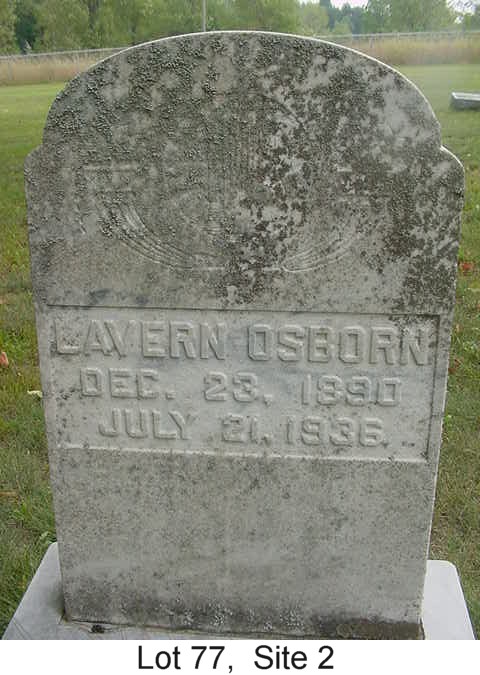 LAVERN OSBORN
DEC. 23, 1890
JULY 21, 1936.
Lot 77, Site 2